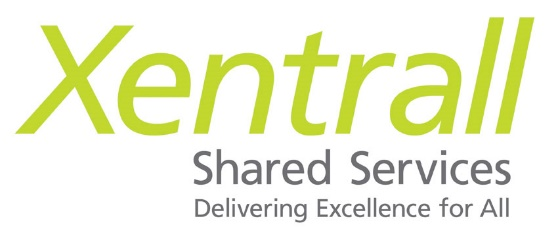 Xentrall
Shared Services
Delivering Excellence for All